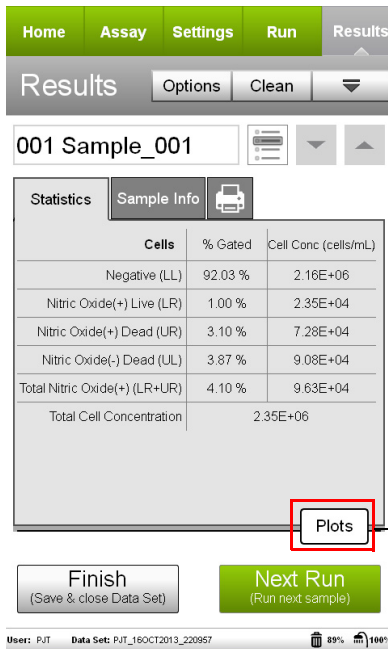 Home Assay Settings Run Results
Results Options Clean
001 Sample_001
Statistics Sample Info
Cells % Gated Cell Conc (cells/mL)
Negative (LL) 92.03 % 2.16E+06
Nitric Oxide(+) Live (LR) 1.00 % 2.35E+04
Nitric Oxide(+) Dead (UR) 3.10 % 7.28E+04
Nitric Oxide(-) Dead (UL) 3.87 % 9.08E+04
Total Nitric Oxide(+) (LR+UR) 4.10 % 9.63E+04
Total Cell Concentration 2.35E+06
Plots
Finish
(Save & close Data Set)
Next Run
(Run next sample)
User: PJT Data Set: PJT_16OCT2013_220957 89% 100%